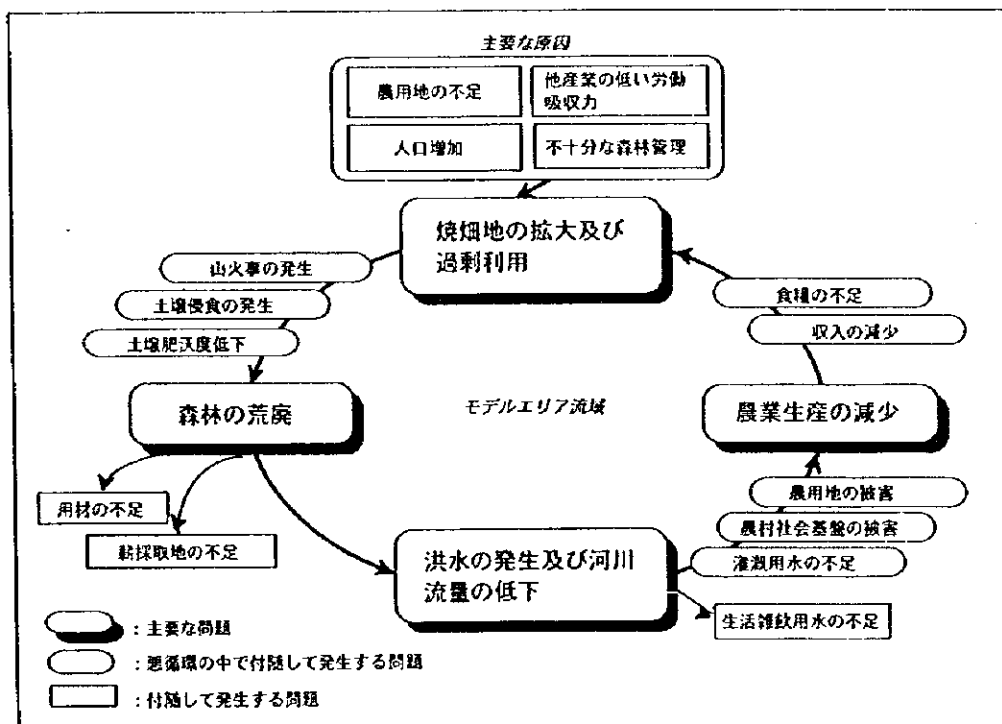 主要な原因
農用地の不足
他産業の低い労働
吸収力
人口増加
不十分な森林管理
焼畑地の拡大及び
過剰利用
山火事の発生
土壌侵食の発生
土壌肥沃度低下
食糧の不足
収入の減少
森林の荒廃
モデルエリア流域
農業生産の減少
用材の不足
薪採取地の不足
農用地の被害
農村社会基盤の被害
灌漑用水の不足
洪水の発生及び河川
流量の低下
生活雑飲用水の不足
：主要な問題
：悪循環の中で付随して発生する問題
：付随して発生する問題